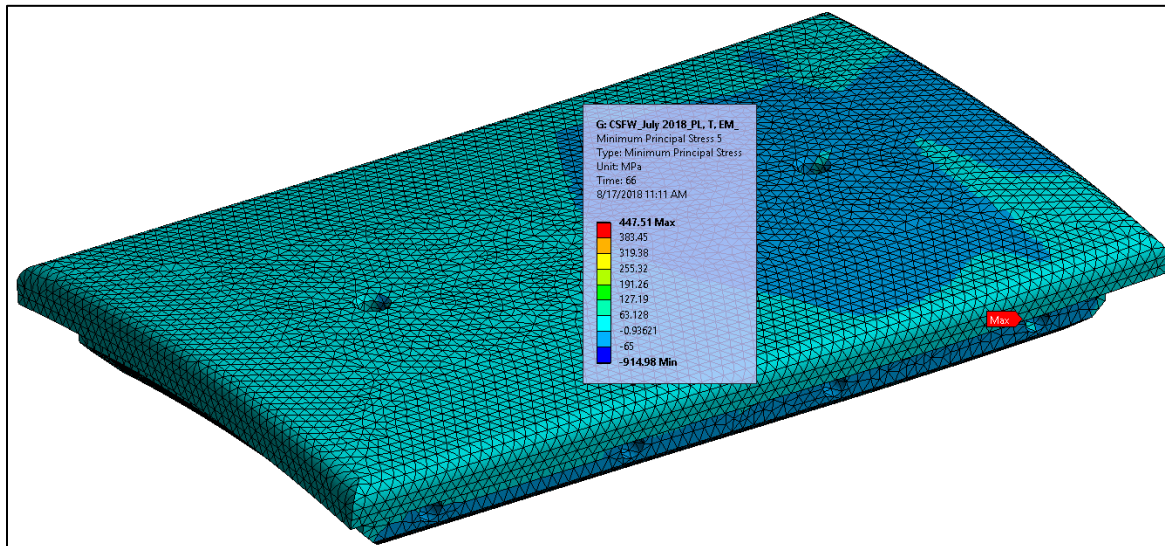 G: CSFW_July 2018_PL, T, EM_
Minimum Principal Stress 5
Type: Minimum Principal Stress
Unit: MPa
Time: 66
8/17/2018 11:11 AM
447.51 Max
383.45
319.38
255.32
191.26
127.19
63.128
-0.93621
-65
-914.98 Min
Max